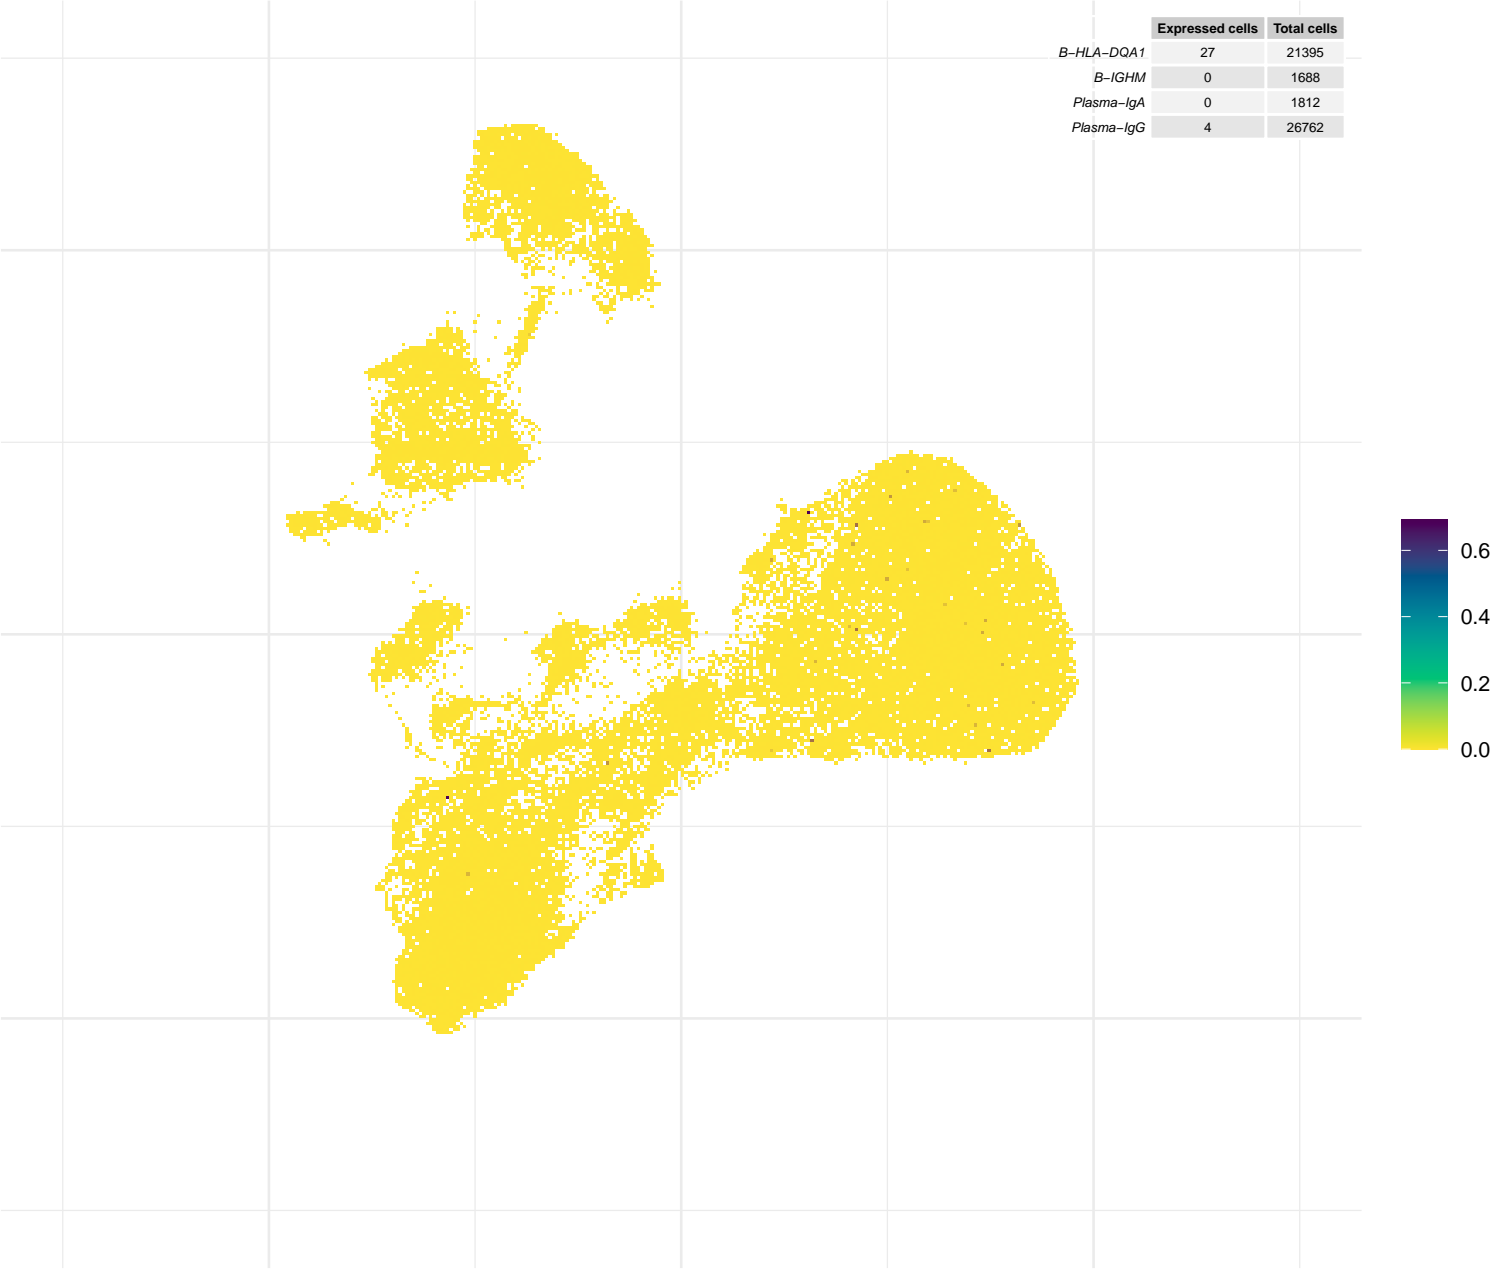 Expressed cells Total cells
B−HLA−DQA1 27 21395
B−IGHM 0 1688
Plasma−IgA 0 1812
Plasma−IgG 4 26762
0.6
0.4
0.2
0.0